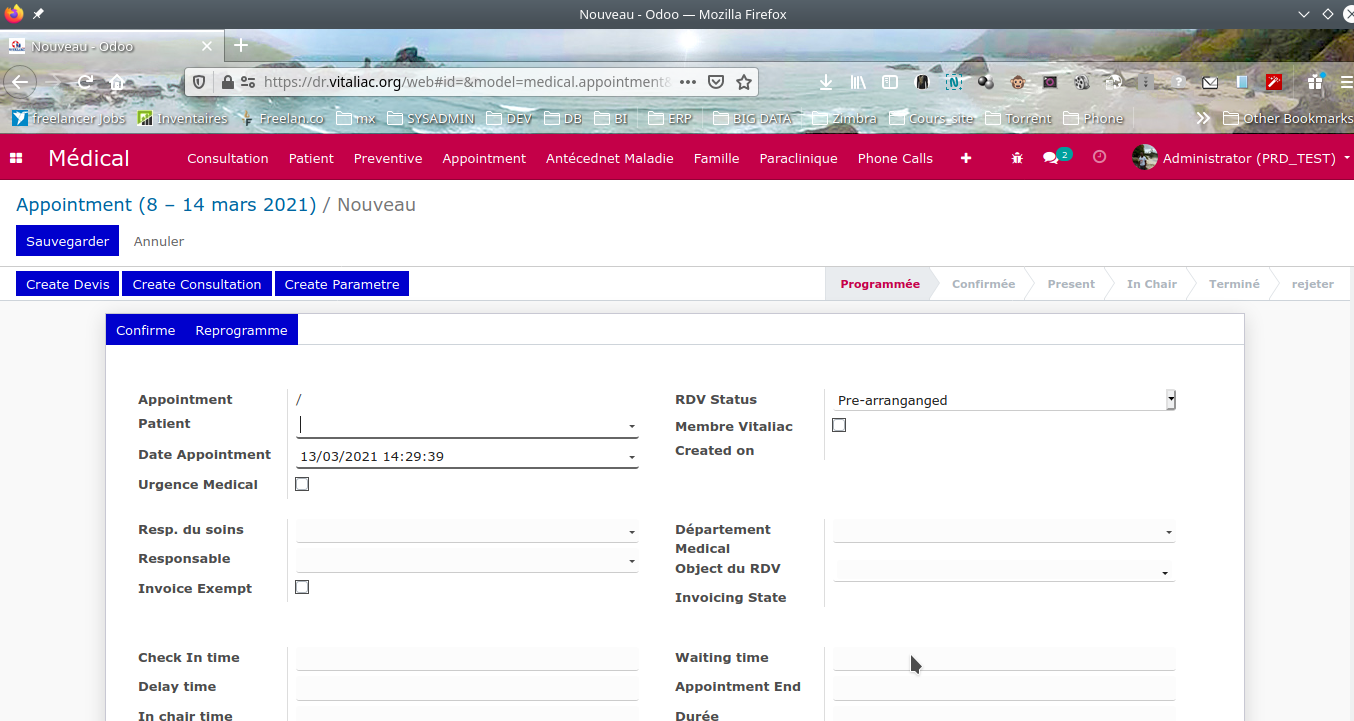 Nouveau - Odoo — Mozilla Firefox
Nouveau - Odoo
https://dr.vitaliac.org/web#id=&model=medical.appointment&
freelancer Jobs Inventaires Freelan.co mx SYSADMIN DEV DB BI ERP BIG DATA Zimbra Cours_site Torrent Phone Other Bookmarks
Médical Consultation Patient Preventive Appointment Antécednet Maladie Famille Paraclinique Phone Calls 2 Administrator (PRD_TEST)
Appointment (8 – 14 mars 2021) / Nouveau
Sauvegarder Annuler
Create Devis Create Consultation Create Parametre Programmée Confirmée Present In Chair Terminé rejeter
Confirme Reprogramme
Appointment / RDV Status Pre-arranganged
Patient Membre Vitaliac
Date Appointment 13/03/2021 14:29:39 Created on
Urgence Medical
Resp. du soins Département
Medical
Responsable Object du RDV
Invoice Exempt Invoicing State
Check In time Waiting time
Delay time Appointment End
In chair time Durée